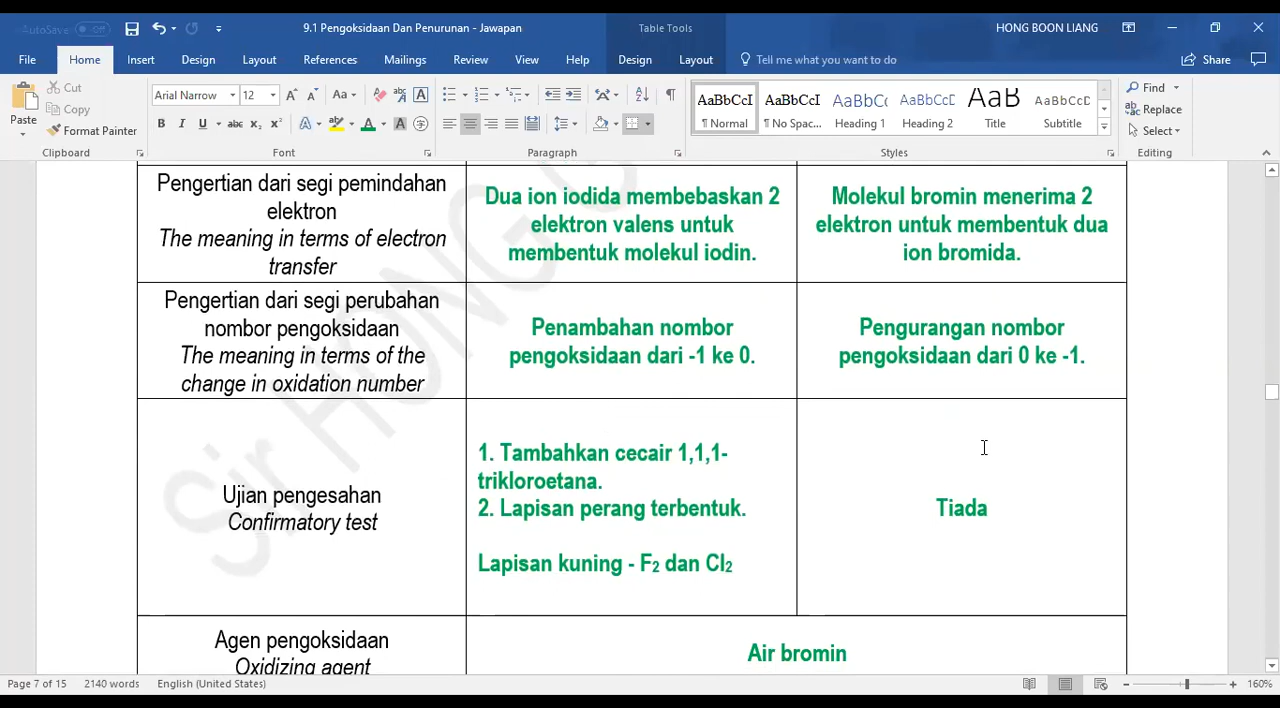 AutoSave Off
9.1 Pengoksidaan Dan Penurunan - Jawapan
Table Tools
HONG BOON LIANG
File Home Insert Design Layout References Mailings Review View Help Design Layout Tell me what you want to do Share
Paste
Cut
Copy
Format Painter
Clipboard
Arial Narrow 12
Font
Paragraph
AaBbCcI AaBbCcI AaBbCc AaBbCcD AaB AaBbCcD
¶ Normal ¶ No Spac... Heading 1 Heading 2 Title Subtitle
Styles
Find
Replace
Select
Editing
Pengertian dari segi pemindahan
elektron
The meaning in terms of electron
transfer
Dua ion iodida membebaskan 2
elektron valens untuk
membentuk molekul iodin.
Molekul bromin menerima 2
elektron untuk membentuk dua
ion bromida.
Pengertian dari segi perubahan
nombor pengoksidaan
The meaning in terms of the
change in oxidation number
Penambahan nombor
pengoksidaan dari -1 ke 0.
Pengurangan nombor
pengoksidaan dari 0 ke -1.
Ujian pengesahan
Confirmatory test
1. Tambahkan cecair 1,1,1-
trikloroetana.
2. Lapisan perang terbentuk.
Lapisan kuning - F₂ dan Cl₂
Tiada
Agen pengoksidaan
Oxidizing agent
Air bromin
Sir HONG B
Page 7 of 15 2140 words English (United States) 160%